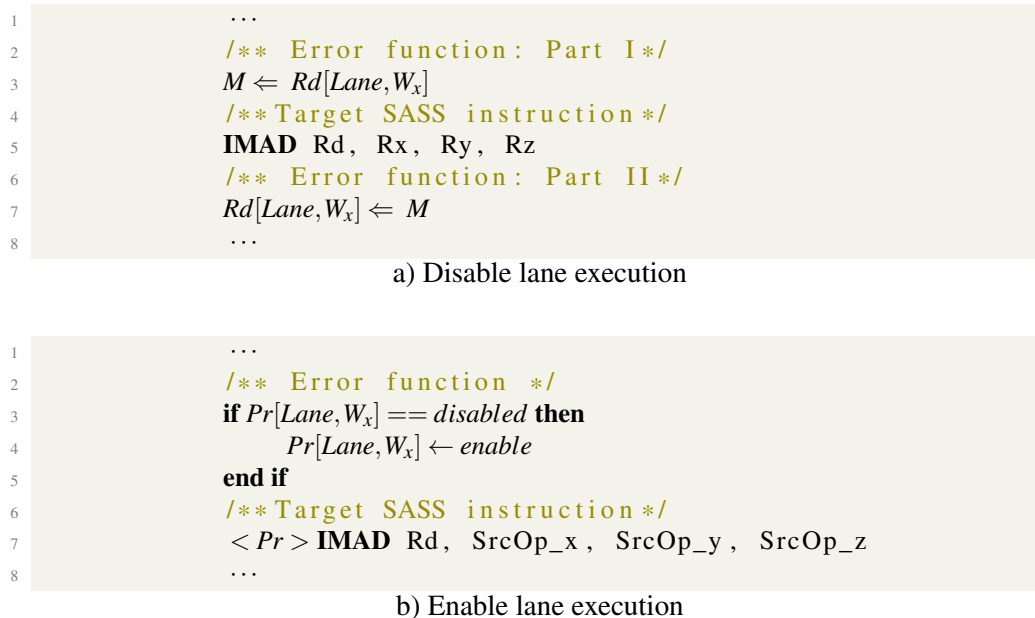 1 ...
2 /** Error function: Part I*/
3 M ⇐ Rd[Lane,Wx]
4 /**Target SASS instruction*/
5 IMAD Rd, Rx, Ry, Rz
6 /** Error function: Part II*/
7 Rd[Lane,Wx] ⇐ M
8 ...
a) Disable lane execution
1 ...
2 /** Error function */
3 if Pr[Lane,Wx] == disabled then
4 Pr[Lane,Wx] ← enable
5 end if
6 /**Target SASS instruction*/
7 < Pr > IMAD Rd, SrcOp_x, SrcOp_y, SrcOp_z
8 ...
b) Enable lane execution